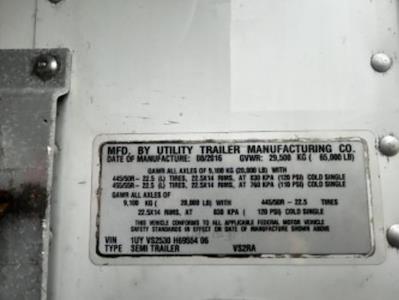 MFD. BY UTILITY TRAILER MANUFACTURING CO.
DATE OF MANUFACTURE: 08/2016 GVWR: 29,500 KG ( 65,000 LB)
GAWR ALL AXLES OF 9,100 KG (20,000 LB) WITH
445/50R - 22.5 (L) TIRES, 22.5X14 RIMS, AT 830 KPA (120 PSI) COLD SINGLE
455/55R - 22.5 (L) TIRES, 22.5X14 RIMS, AT 760 KPA (110 PSI) COLD SINGLE
GAWR ALL AXLES OF
9,100 KG ( 20,000 LB) WITH 445/50R - 22.5 TIRES
22.5X14 RIMS, AT 830 KPA ( 120 PSI) COLD SINGLE
THIS VEHICLE CONFORMS TO ALL APPLICABLE FEDERAL MOTOR VEHICLE
SAFETY STANDARDS IN EFFECT ON DATE OF MANUFACTURE SHOWN ABOVE
VIN 1UY VS2530 H69554 06
TYPE SEMI TRAILER VS2RA